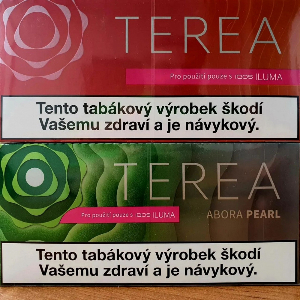 TEREA
Pro použití pouze s IQOS ILUMA
Tento tabákový výrobek škodí
Vašemu zdraví a je návykový.
TEREA
Pro použití pouze s IQOS ILUMA
ABORA PEARL
Tento tabákový výrobek škodí
Vašemu zdraví a je návykový.